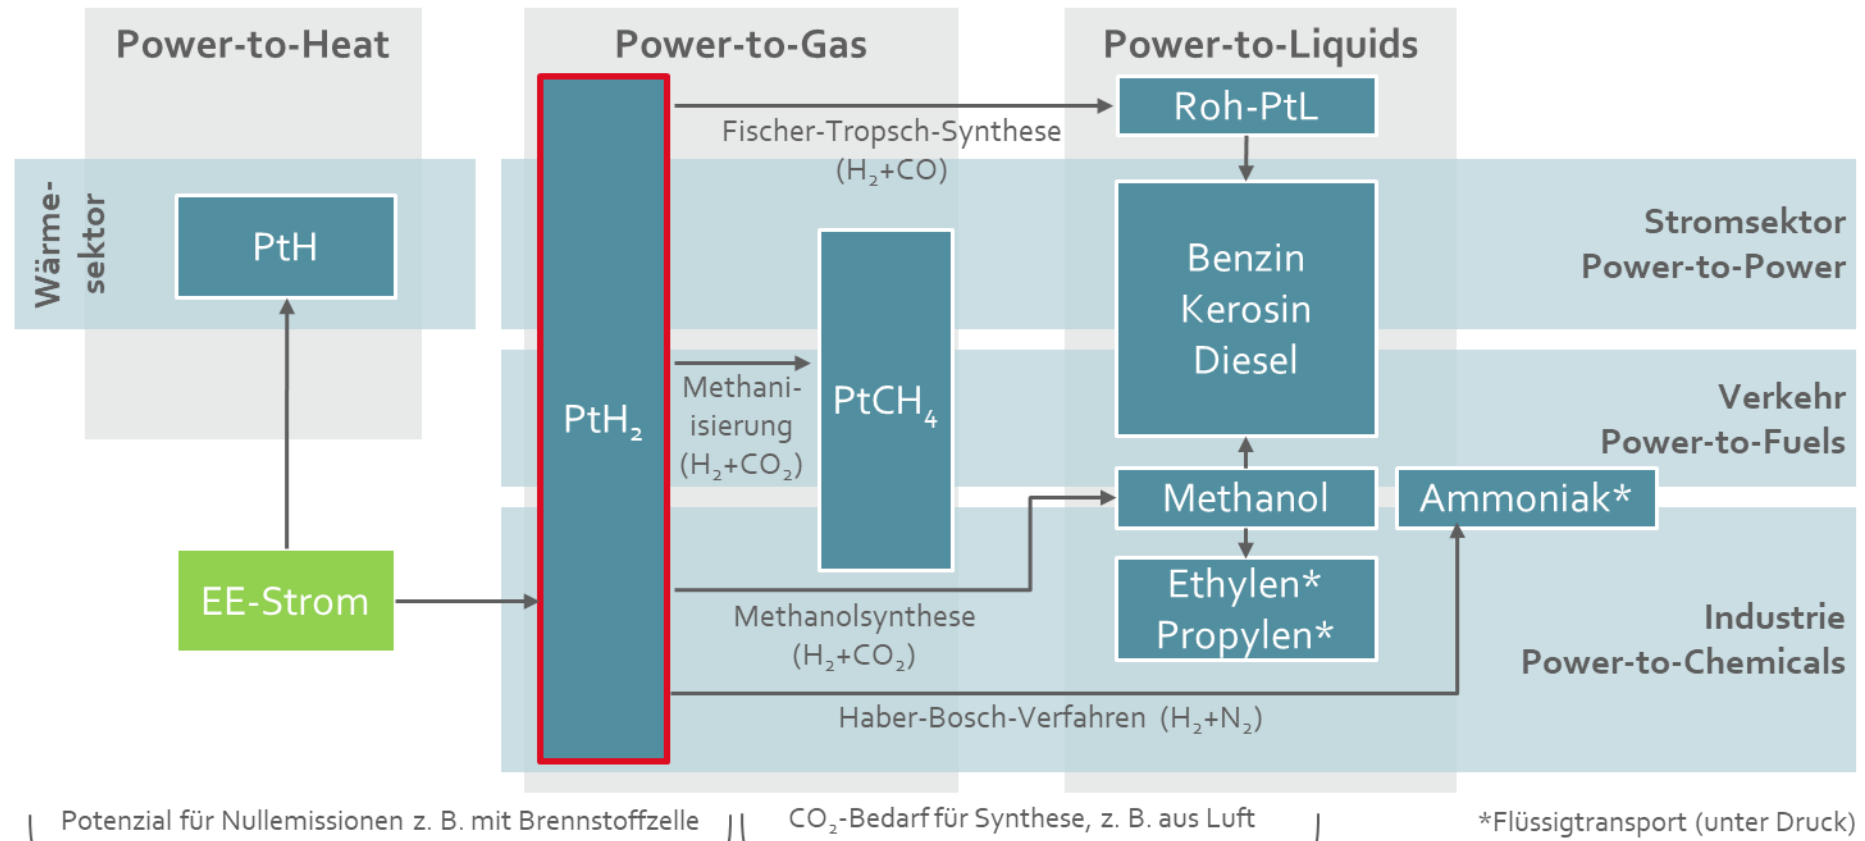 Power-to-Heat
Power-to-Gas
Power-to-Liquids
Wärme-
sektor
PtH
EE-Strom
PtH₂
Fischer-Tropsch-Synthese
(H₂+CO)
Methani-
isierung
(H₂+CO₂)
PtCH₄
Methanolsynthese
(H₂+CO₂)
Haber-Bosch-Verfahren (H₂+N₂)
Roh-PtL
Benzin
Kerosin
Diesel
Methanol
Ammoniak*
Ethylen*
Propylen*
Stromsektor
Power-to-Power
Verkehr
Power-to-Fuels
Industrie
Power-to-Chemicals
Potenzial für Nullemissionen z. B. mit Brennstoffzelle
CO₂-Bedarf für Synthese, z. B. aus Luft
*Flüssigtransport (unter Druck)